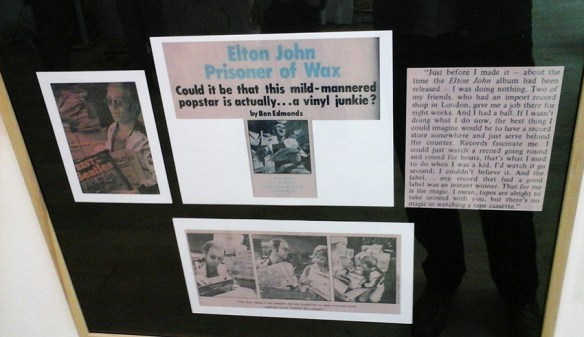 Elton John
Prisoner of Wax
Could it be that this mild-mannered
popstar is actually...a vinyl junkie?
by Ben Edmonds
"Just before I made it — about the
time the Elton John album had been
released — I was doing nothing. Two of
my friends, who had an import record
shop in London, gave me a job there for
eight weeks. And I had a ball. If I wasn't
doing what I do now, the best thing I
could imagine would be to have a record
store somewhere and just serve behind
the counter. Records fascinate me. I
could just watch a record going round
and round for hours, that's what I used
to do when I was a kid. I'd watch it go
around; I couldn't believe it. And the
label... any record that had a good
label was an instant winner. That for me
is the magic. I mean, tapes are alright to
take around with you, but there's no
magic in watching a tape cassette."
Beatles